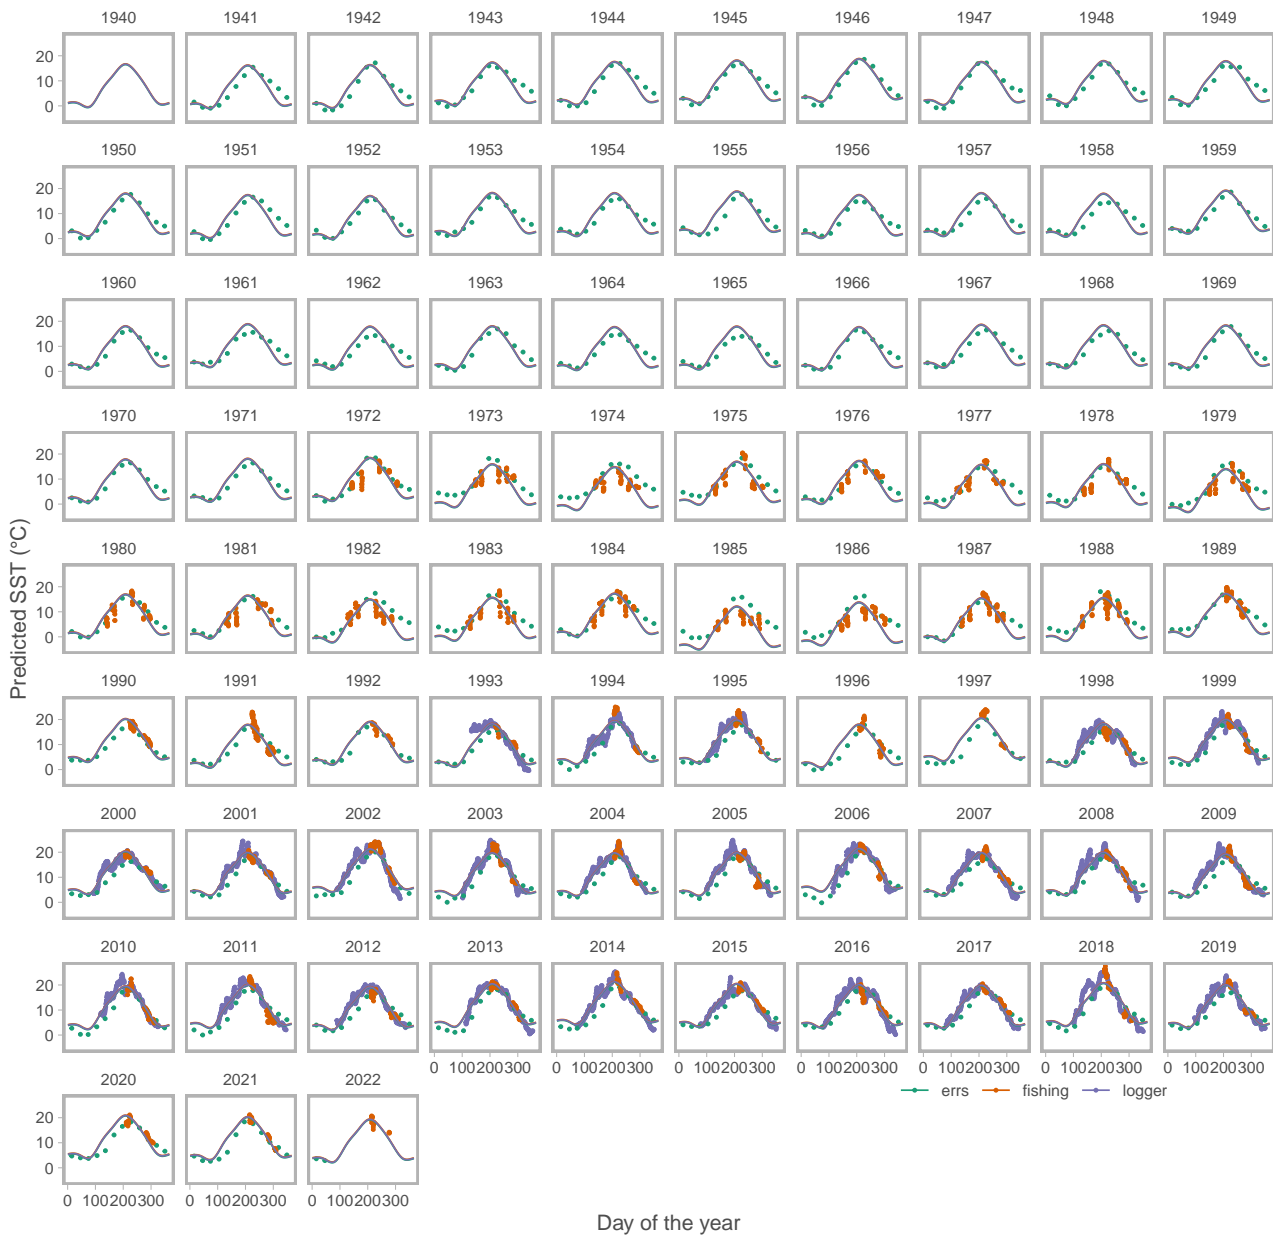 1940 1941 1942 1943 1944 1945 1946 1947 1948 1949
20
10
0
1950 1951 1952 1953 1954 1955 1956 1957 1958 1959
20
10
0
1960 1961 1962 1963 1964 1965 1966 1967 1968 1969
20
10
0
1970 1971 1972 1973 1974 1975 1976 1977 1978 1979
20
10
0
Predicted SST (°C)
1980 1981 1982 1983 1984 1985 1986 1987 1988 1989
20
10
0
1990 1991 1992 1993 1994 1995 1996 1997 1998 1999
20
10
0
2000 2001 2002 2003 2004 2005 2006 2007 2008 2009
20
10
0
2010 2011 2012 2013 2014 2015 2016 2017 2018 2019
20
10
0
0 100200300 0 100200300 0 100200300 0 100200300 0 100200300 0 100200300 0 100200300
2020 2021 2022
errs fishing logger
20
10
0
0 100200300 0 100200300 0 100200300
Day of the year